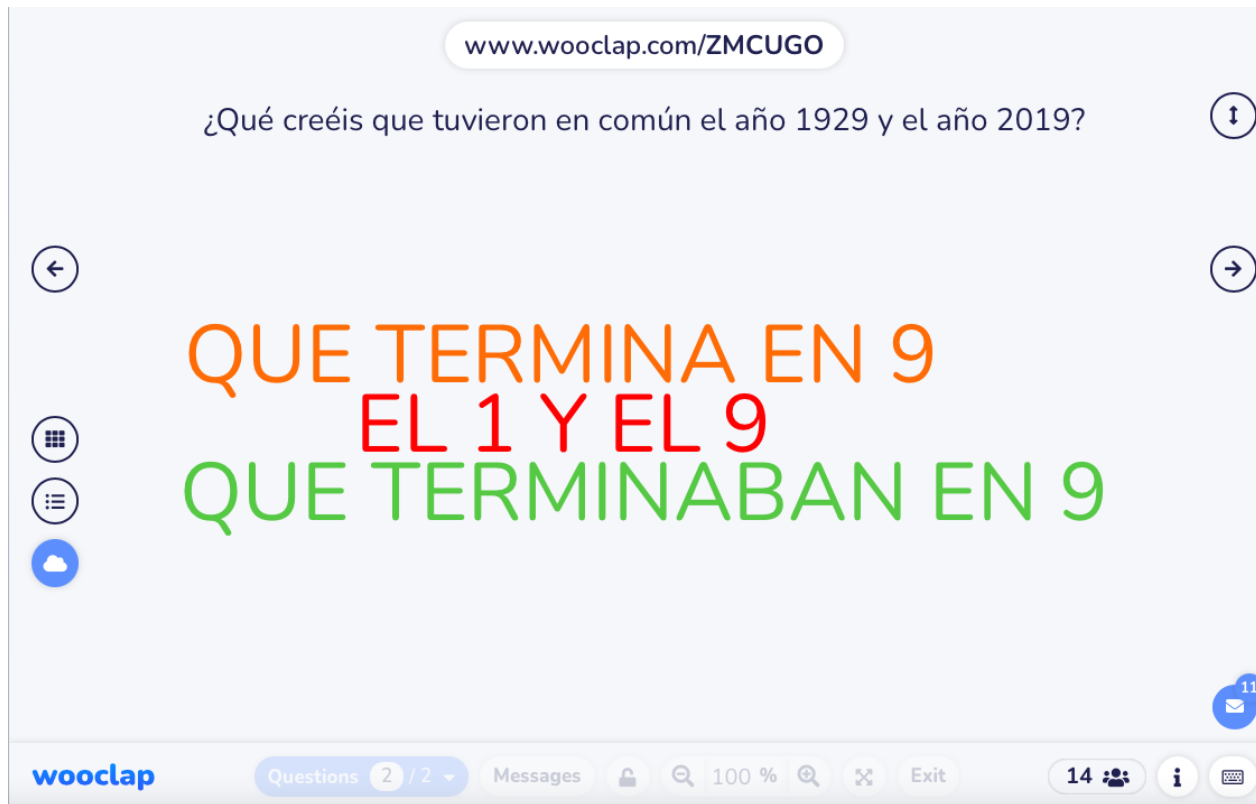 www.wooclap.com/ZMCUGO
¿Qué creéis que tuvieron en común el año 1929 y el año 2019?
QUE TERMINA EN 9
EL 1 Y EL 9
QUE TERMINABAN EN 9
11
wooclap
Questions 2 / 2
Messages
100 %
Exit
14
i